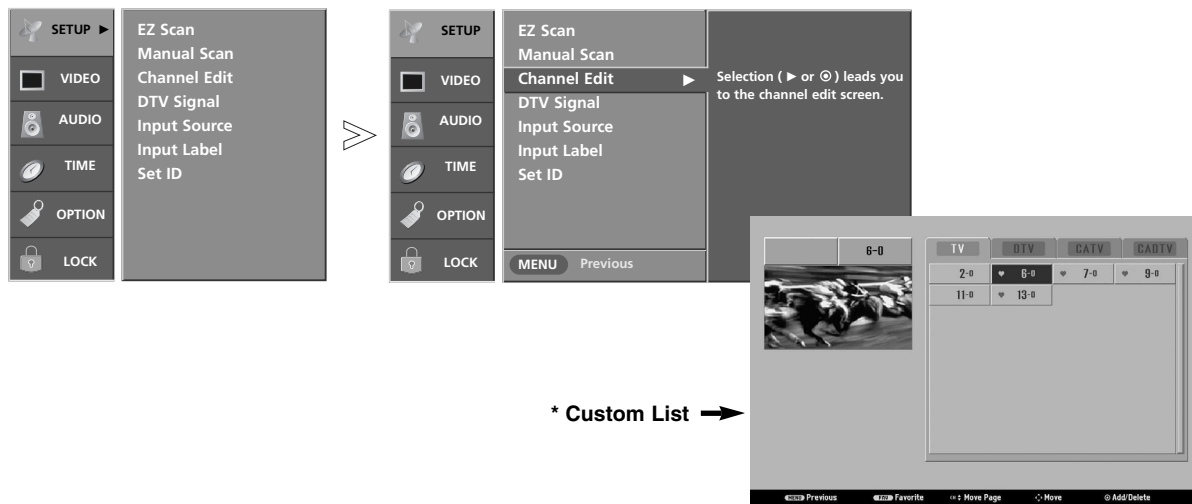 SETUP ►
VIDEO
AUDIO
TIME
OPTION
LOCK
EZ Scan
Manual Scan
Channel Edit
DTV Signal
Input Source
Input Label
Set ID
SETUP
VIDEO
AUDIO
TIME
OPTION
LOCK
EZ Scan
Manual Scan
Channel Edit ►
DTV Signal
Input Source
Input Label
Set ID
MENU Previous
Selection ( ► or ⊙ ) leads you
to the channel edit screen.
* Custom List
6-0
TV DTV CATV CADTV
2-0 ♥ 6-0 ♥ 7-0 ♥ 9-0
11-0 ♥ 13-0
MENU Previous FAV Favorite CH Move Page Move ⊙ Add/Delete